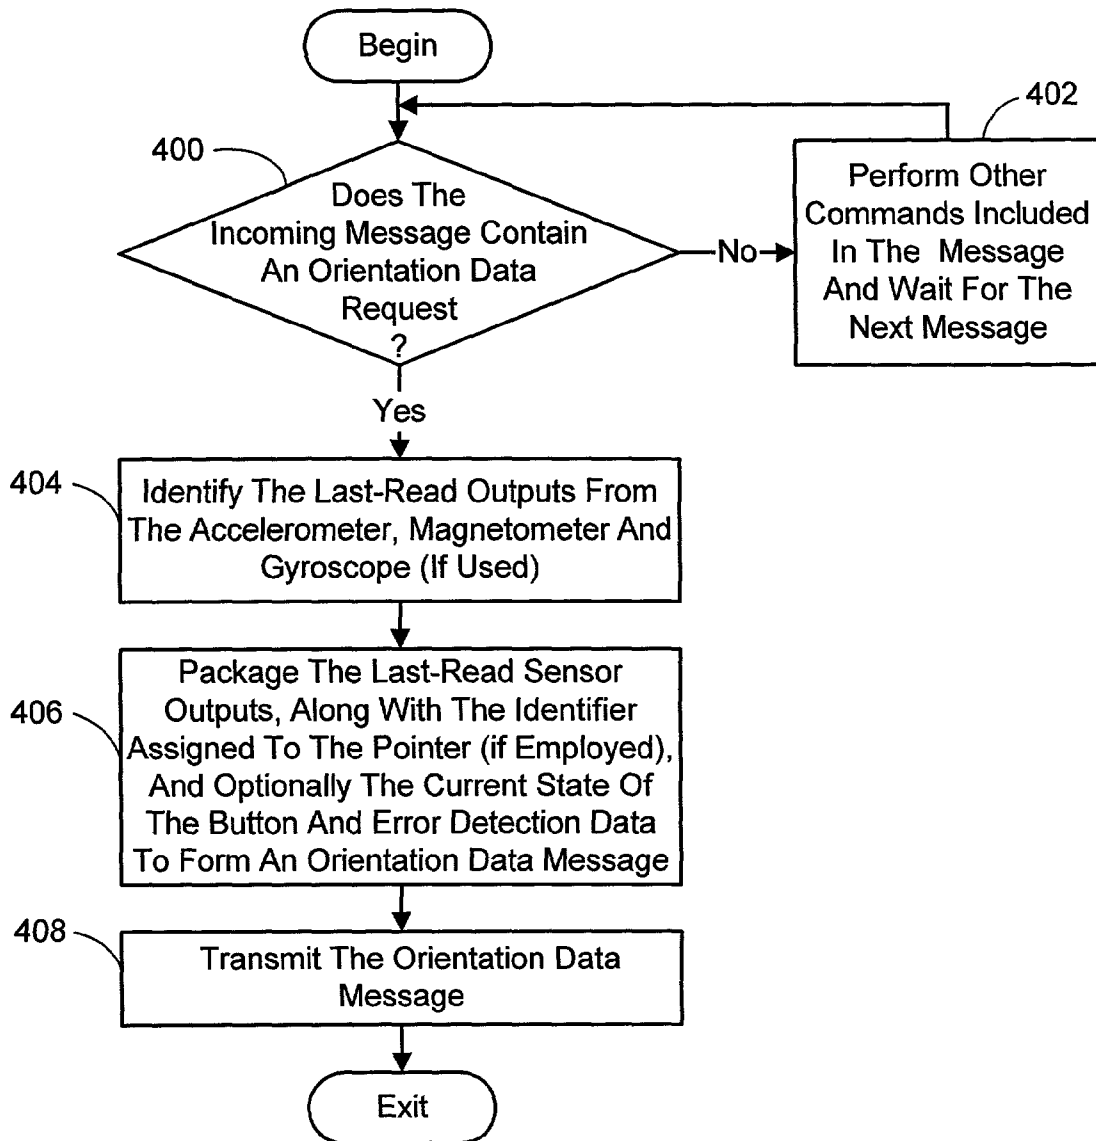 Begin
402
400
Does The
Incoming Message Contain
An Orientation Data
Request
?
No
Perform Other
Commands Included
In The Message
And Wait For The
Next Message
Yes
404
Identify The Last-Read Outputs From
The Accelerometer, Magnetometer And
Gyroscope (If Used)
406
Package The Last-Read Sensor
Outputs, Along With The Identifier
Assigned To The Pointer (if Employed),
And Optionally The Current State Of
The Button And Error Detection Data
To Form An Orientation Data Message
408
Transmit The Orientation Data
Message
Exit